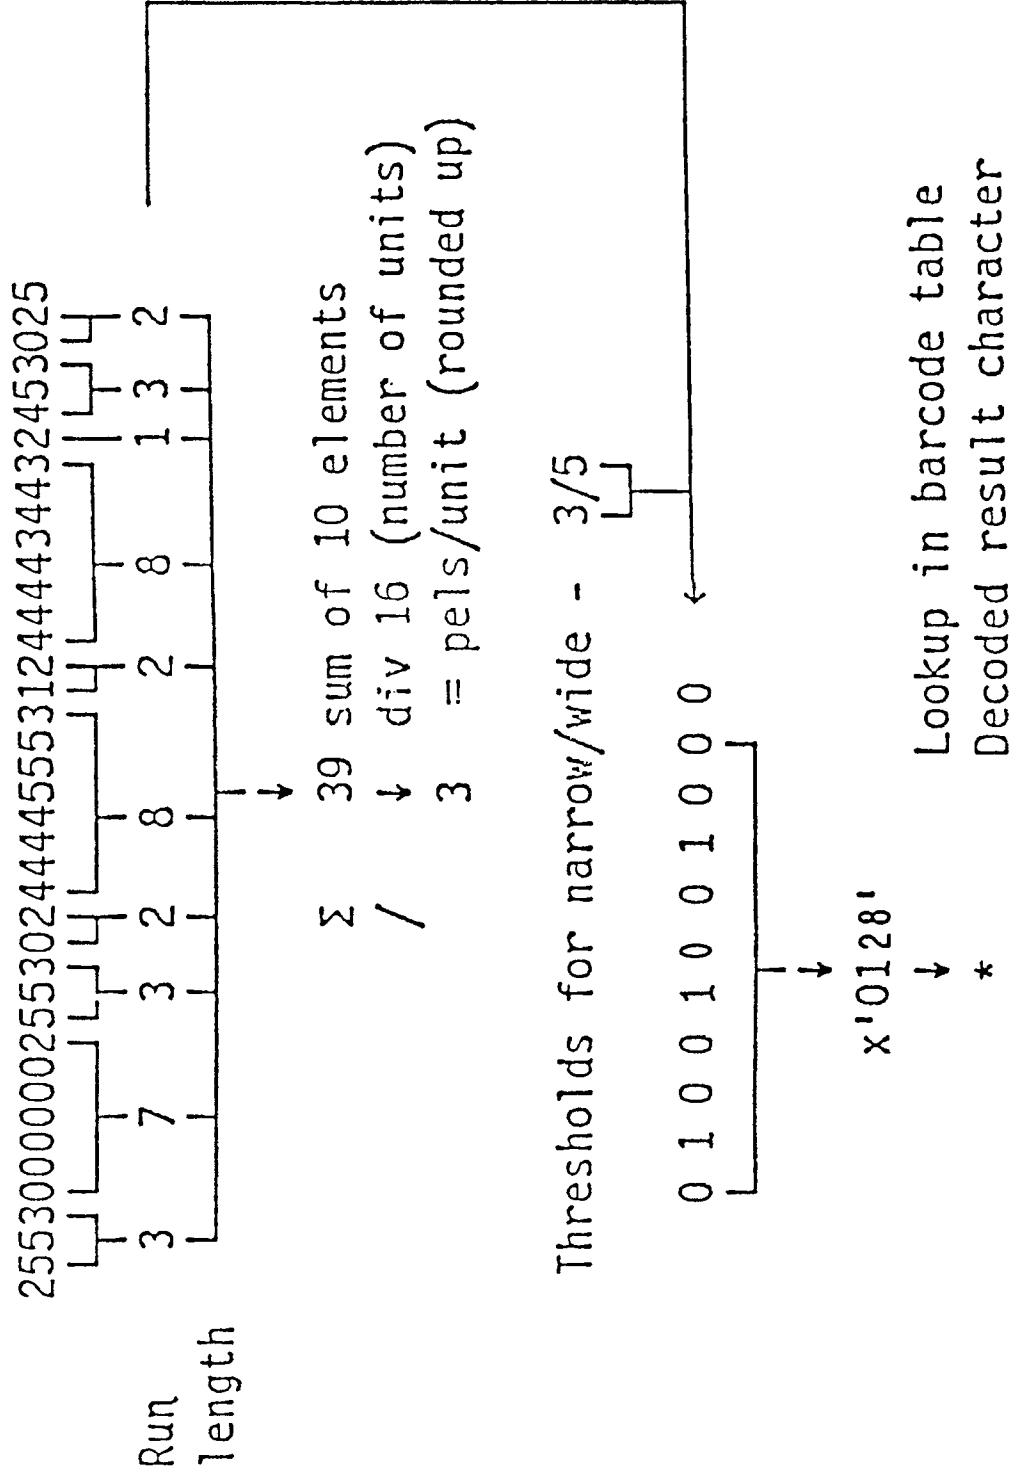 25530000002553024444555312444434432453025
Run length 3 7 3 2 8 2 8 1 3 2
Σ 39 sum of 10 elements
/ ↓ div 16 (number of units)
3 = pels/unit (rounded up)
Thresholds for narrow/wide - 3/5
0 1 0 0 1 0 0 1 0 0 0
x'0128'
Lookup in barcode table
* Decoded result character